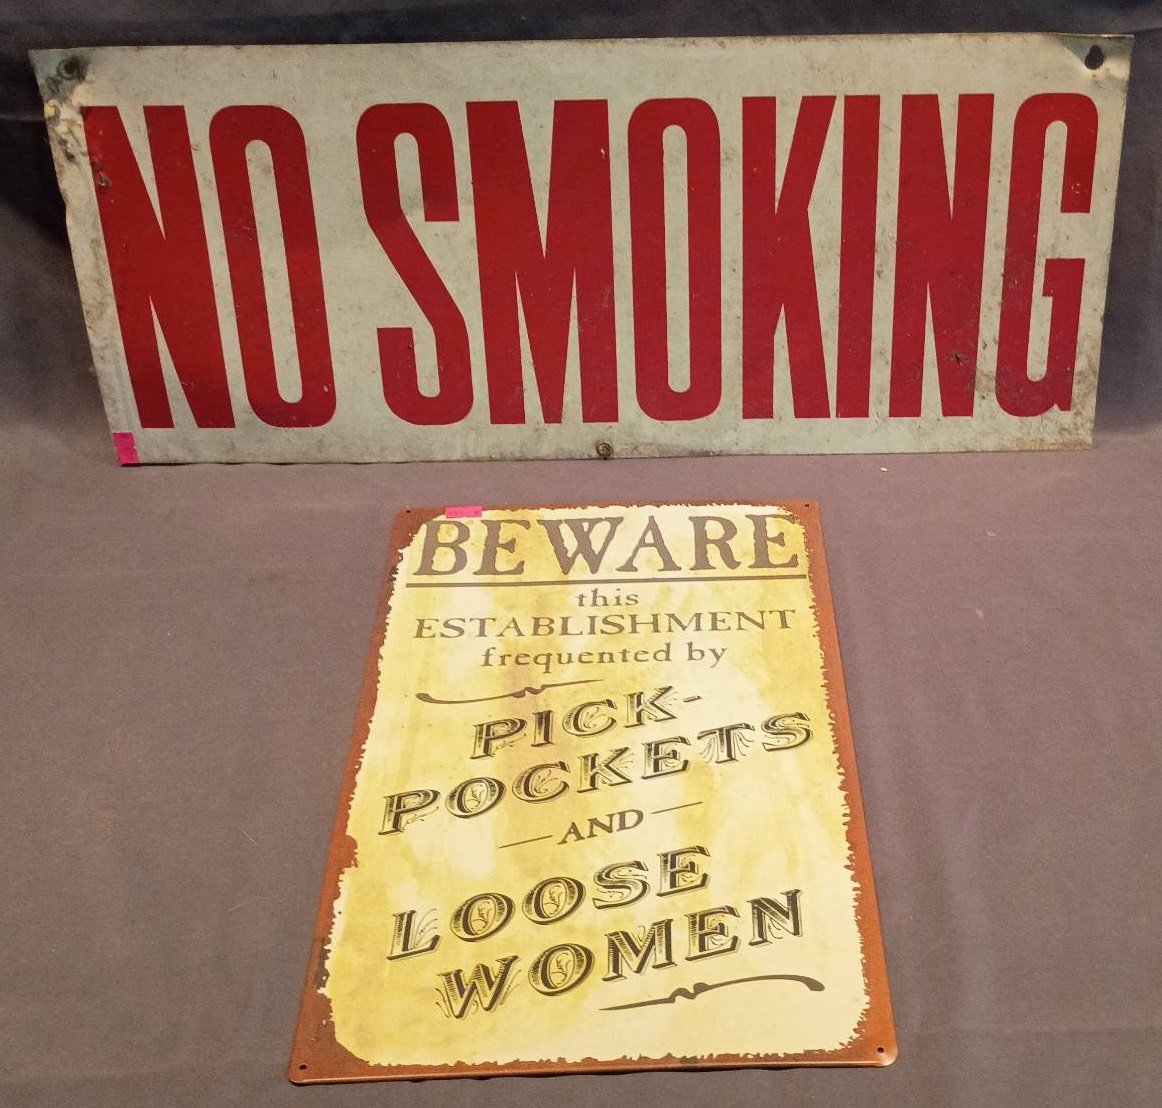 NO SMOKING
BEWARE
this
ESTABLISHMENT
frequented by
PICK-
POCKETS
AND
LOOSE
WOMEN